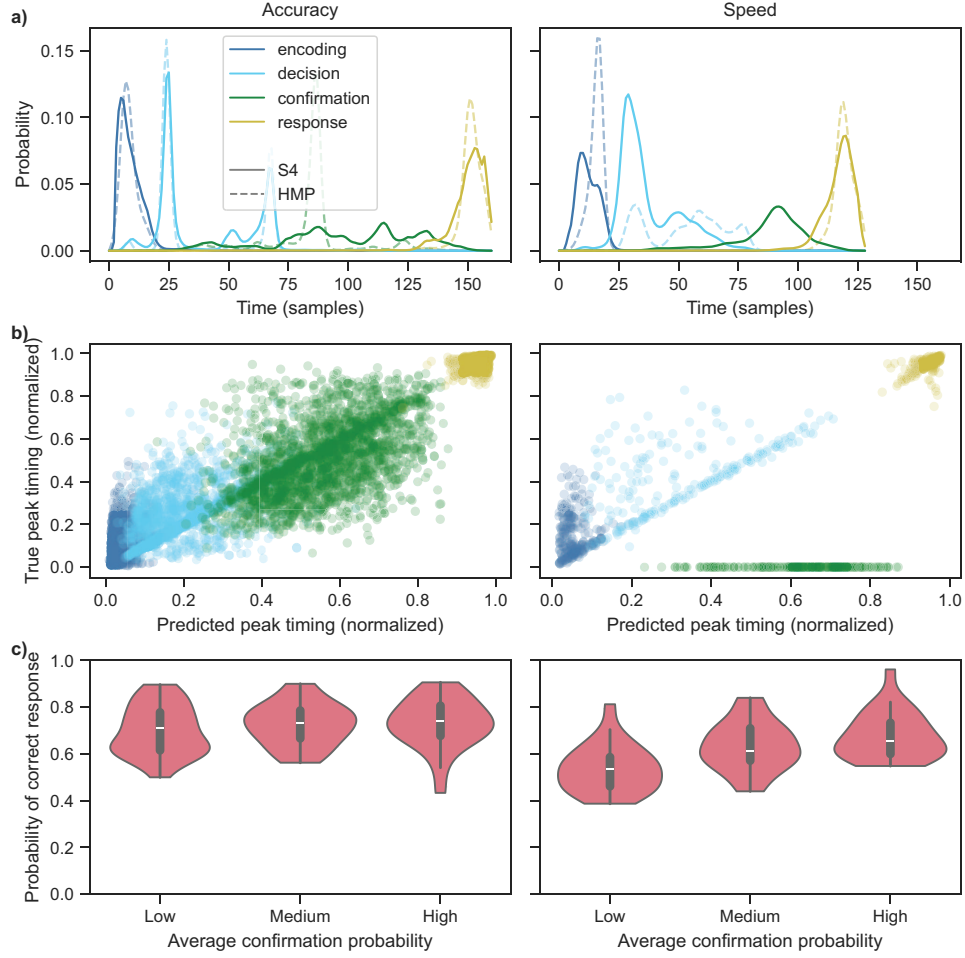 a)
Accuracy
Speed
Probability
0.15
0.10
0.05
0.00
encoding
decision
confirmation
response
S4
HMP
0 25 50 75 100 125 150
0 25 50 75 100 125 150
Time (samples)
Time (samples)
b)
True peak timing (normalized)
1.0
0.8
0.6
0.4
0.2
0.0
0.0 0.2 0.4 0.6 0.8 1.0
0.0 0.2 0.4 0.6 0.8 1.0
Predicted peak timing (normalized)
Predicted peak timing (normalized)
c)
Probability of correct response
1.0
0.8
0.6
0.4
0.2
0.0
Low Medium High
Low Medium High
Average confirmation probability
Average confirmation probability